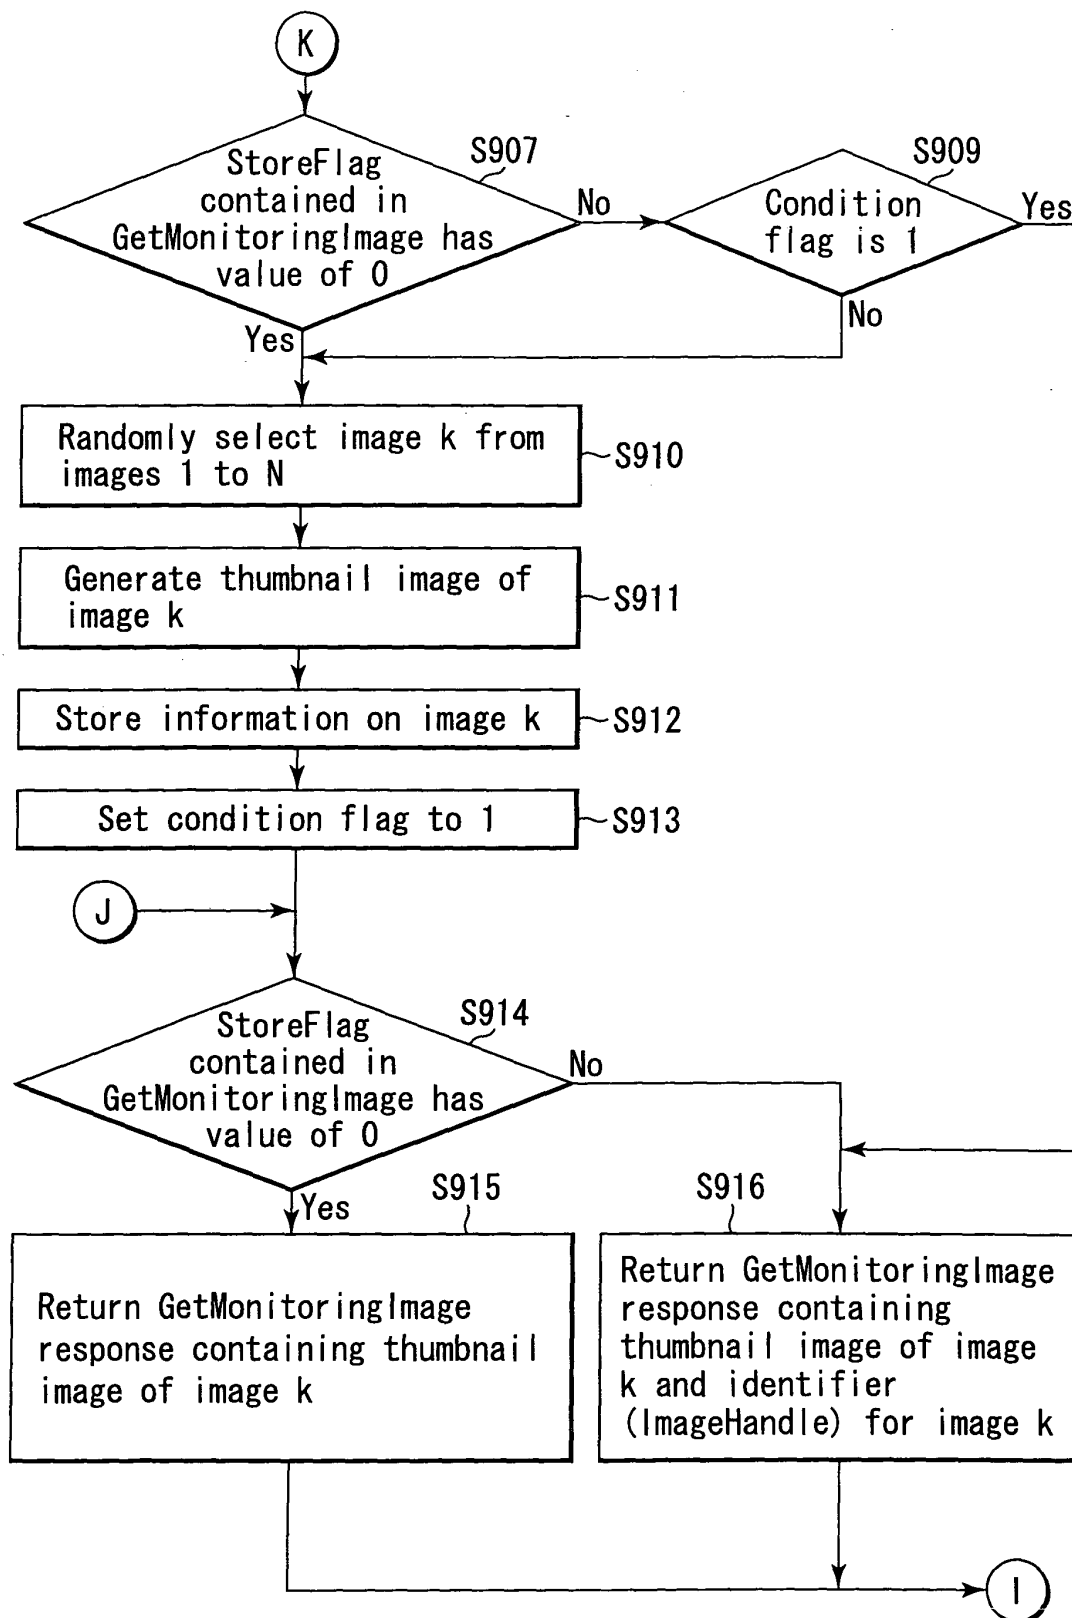 K
S907
StoreFlag
contained in
GetMonitoringImage has
value of 0
No
S909
Condition
flag is 1
Yes
No
Yes
Randomly select image k from
images 1 to N
S910
Generate thumbnail image of
image k
S911
Store information on image k
S912
Set condition flag to 1
S913
J
S914
StoreFlag
contained in
GetMonitoringImage has
value of 0
No
Yes
S915
Return GetMonitoringImage
response containing thumbnail
image of image k
S916
Return GetMonitoringImage
response containing
thumbnail image of image
k and identifier
(ImageHandle) for image k
I